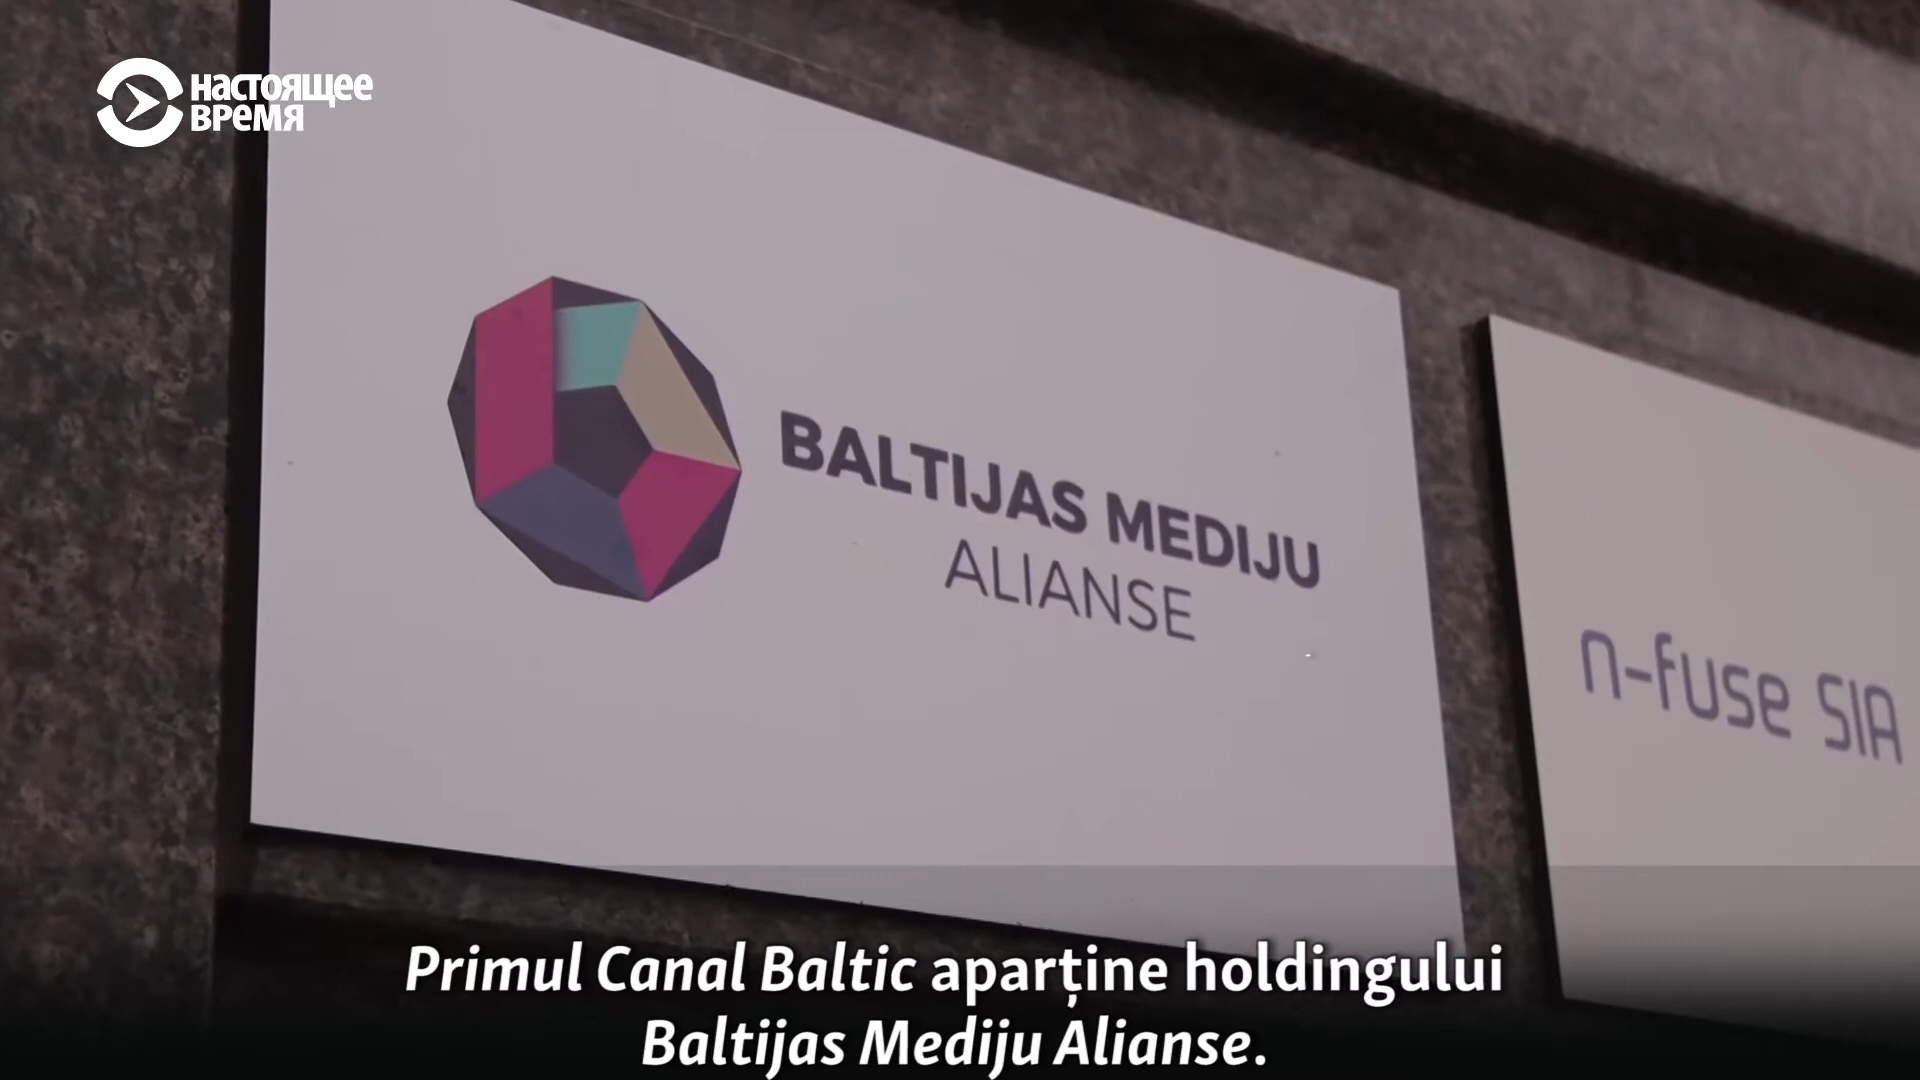 НАСТОЯЩЕЕ
ВРЕМЯ
BALTIJAS MEDIJU
ALIANSE
n-fuse SIA
Primul Canal Baltic aparține holdingului
Baltijas Mediju Alianse.